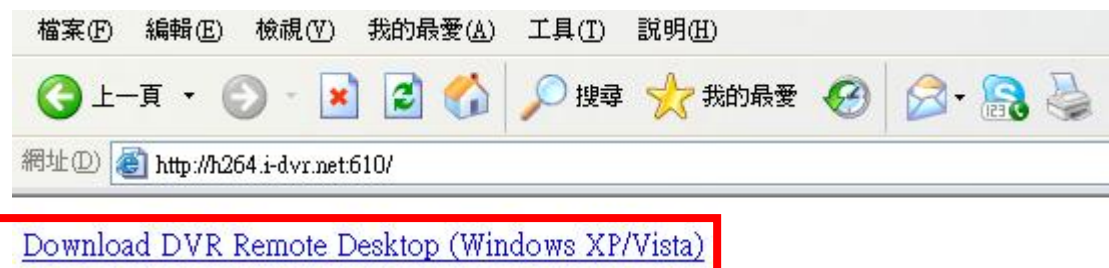 檔案(F) 編輯(E) 檢視(V) 我的最愛(A) 工具(T) 說明(H)
上一頁 搜尋 我的最愛 123
網址(D) http://h264.i-dvr.net:610/
Download DVR Remote Desktop (Windows XP/Vista)